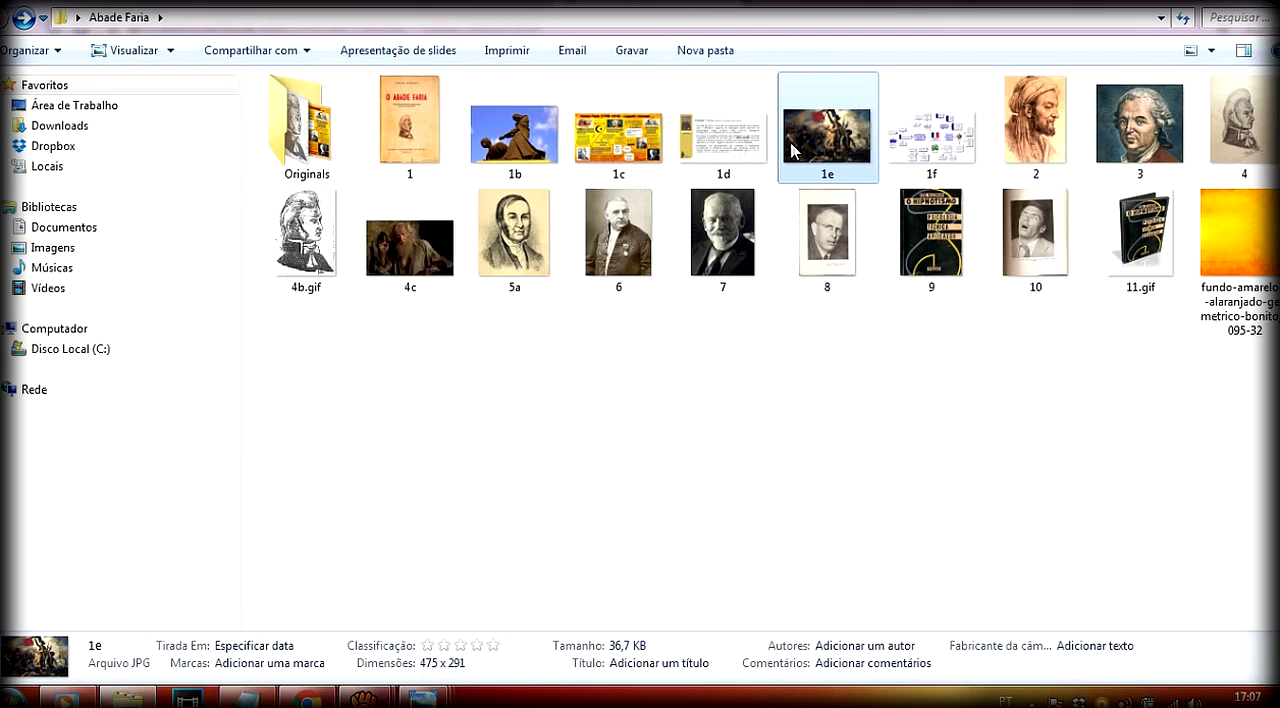 Abade Faria
Pesquisar ...
Organizar
Visualizar
Compartilhar com
Apresentação de slides
Imprimir
Email
Gravar
Nova pasta
Favoritos
Área de Trabalho
Downloads
Dropbox
Locais
Bibliotecas
Documentos
Imagens
Músicas
Vídeos
Computador
Disco Local (C:)
Rede
O ABADE FARIA
Originals
1
1b
1c
1d
1e
1f
2
3
4
O HIPNOTISMO
PSICOLOGIA
TÉCNICA
APLICAÇÃO
4b.gif
4c
5a
6
7
8
9
10
11.gif
fundo-amarelo
-alaranjado-ge
metrico-bonito
095-32
1e
Tirada Em: Especificar data
Classificação:
Tamanho: 36,7 KB
Autores: Adicionar um autor
Fabricante da câm... Adicionar texto
Arquivo JPG
Marcas: Adicionar uma marca
Dimensões: 475 x 291
Título: Adicionar um título
Comentários: Adicionar comentários
PT
17:07